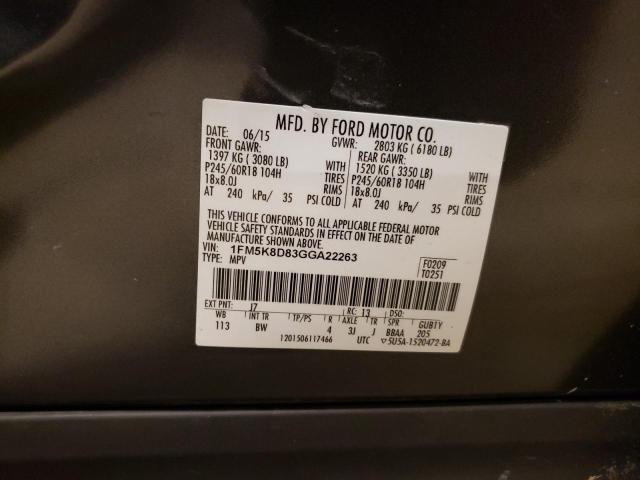 MFD. BY FORD MOTOR CO.
DATE: 06/15 GVWR: 2803 KG ( 6180 LB)
FRONT GAWR: REAR GAWR:
1397 KG ( 3080 LB) WITH 1520 KG ( 3350 LB) WITH
P245/60R18 104H TIRES P245/60R18 104H TIRES
18x8.0J RIMS 18x8.0J RIMS
AT 240 kPa/ 35 PSI COLD AT 240 kPa/ 35 PSI COLD
THIS VEHICLE CONFORMS TO ALL APPLICABLE FEDERAL MOTOR
VEHICLE SAFETY STANDARDS IN EFFECT ON THE DATE OF
MANUFACTURE SHOWN ABOVE.
VIN: 1FM5K8D83GGA22263 F0209
TYPE: MPV T0251
EXT PNT: J7 RC: 13 DSO:
WB INT TR TP/PS R AXLE TR SPR GUBTY
113 BW 4 3J J BBAA 205
1201506117466 UTC ▽5U5A-1520472-BA